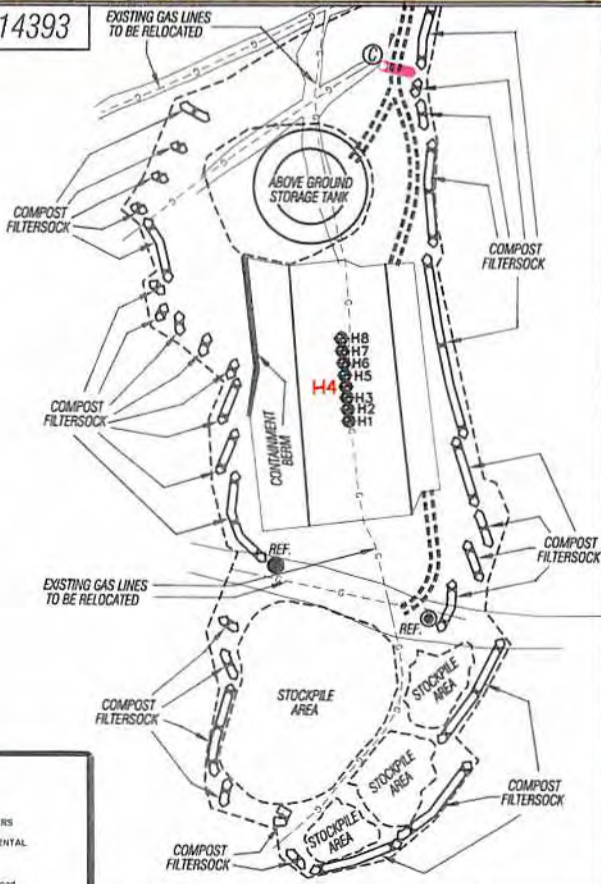 14393
EXISTING GAS LINES
TO BE RELOCATED
C
ABOVE GROUND
STORAGE TANK
COMPOST
FILTERSOCK
COMPOST
FILTERSOCK
H8
H7
H6
H5
H4
H3
H2
H1
COMPOST
FILTERSOCK
CONTAINMENT
BERM
REF.
COMPOST
FILTERSOCK
EXISTING GAS LINES
TO BE RELOCATED
REF.
STOCKPILE
AREA
STOCKPILE
AREA
COMPOST
FILTERSOCK
STOCKPILE
AREA
COMPOST
FILTERSOCK
STOCKPILE
AREA
COMPOST
FILTERSOCK
RS
ENTAL